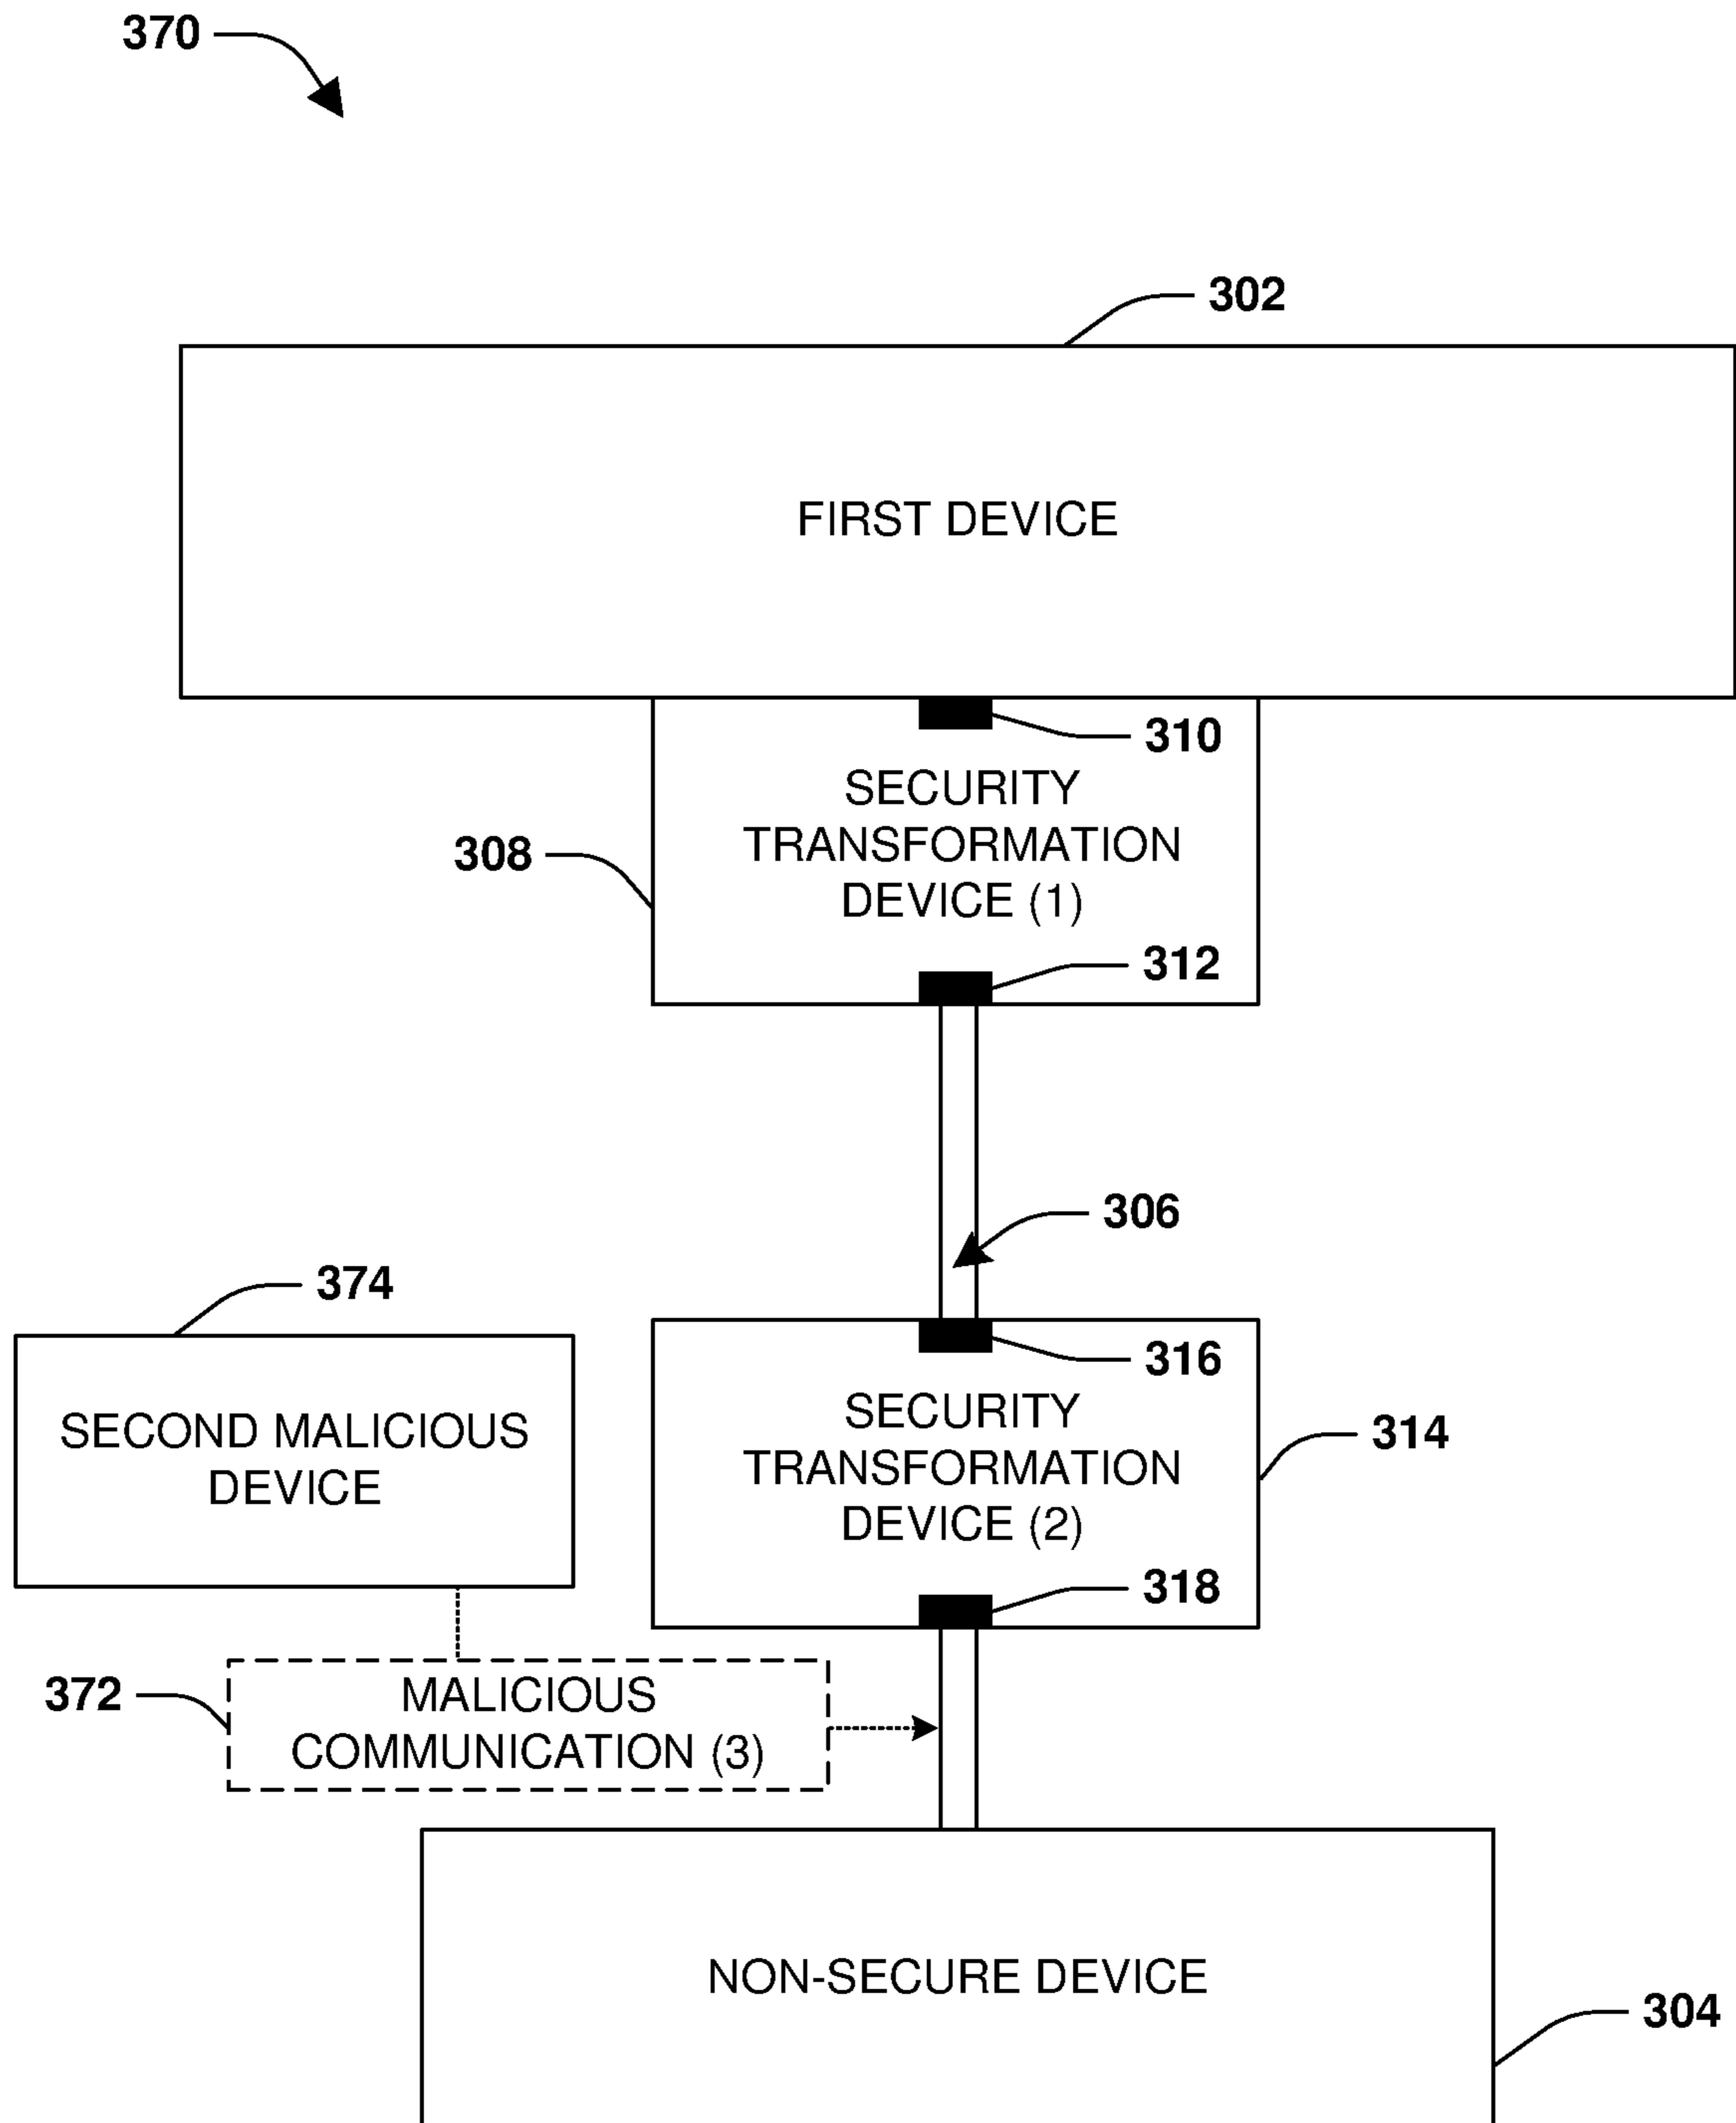 370
302
FIRST DEVICE
310
SECURITY
TRANSFORMATION
DEVICE (1)
308
312
306
374
SECOND MALICIOUS
DEVICE
316
SECURITY
TRANSFORMATION
DEVICE (2)
314
318
372
MALICIOUS
COMMUNICATION (3)
NON-SECURE DEVICE
304